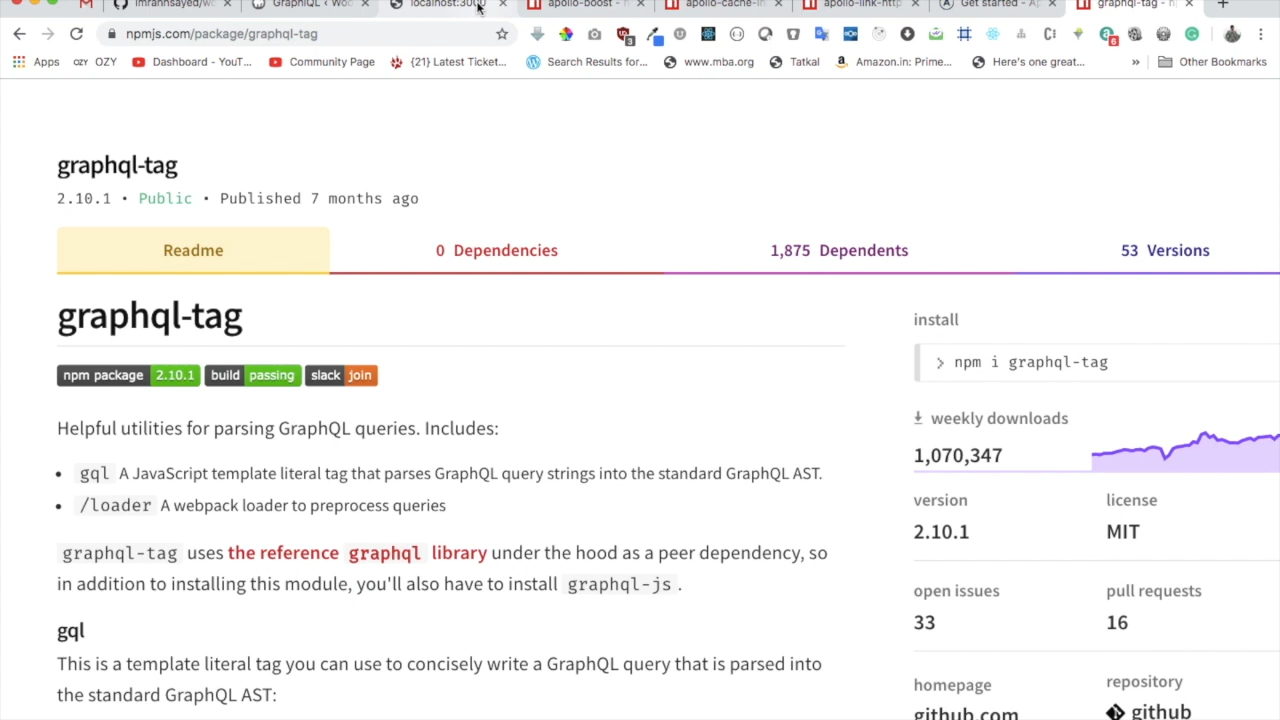 imrannsayed/wo
GraphiQL ‹ Woo
localhost:3000
apollo-boost - n
apollo-cache-in
apollo-link-http
Get started - Ap
graphql-tag - np
npmjs.com/package/graphql-tag
3
6
Apps
OZY OZY
Dashboard - YouT...
Community Page
{21} Latest Ticket...
Search Results for...
www.mba.org
Tatkal
Amazon.in: Prime...
Here's one great...
»
Other Bookmarks
graphql-tag
2.10.1 • Public • Published 7 months ago
Readme
0 Dependencies
1,875 Dependents
53 Versions
graphql-tag
npm package 2.10.1 build passing slack join
Helpful utilities for parsing GraphQL queries. Includes:
• gql A JavaScript template literal tag that parses GraphQL query strings into the standard GraphQL AST.
• /loader A webpack loader to preprocess queries
graphql-tag uses the reference graphql library under the hood as a peer dependency, so
in addition to installing this module, you'll also have to install graphql-js.
gql
This is a template literal tag you can use to concisely write a GraphQL query that is parsed into
the standard GraphQL AST:
install
> npm i graphql-tag
weekly downloads
1,070,347
version
2.10.1
license
MIT
open issues
33
pull requests
16
homepage
github.com
repository
github